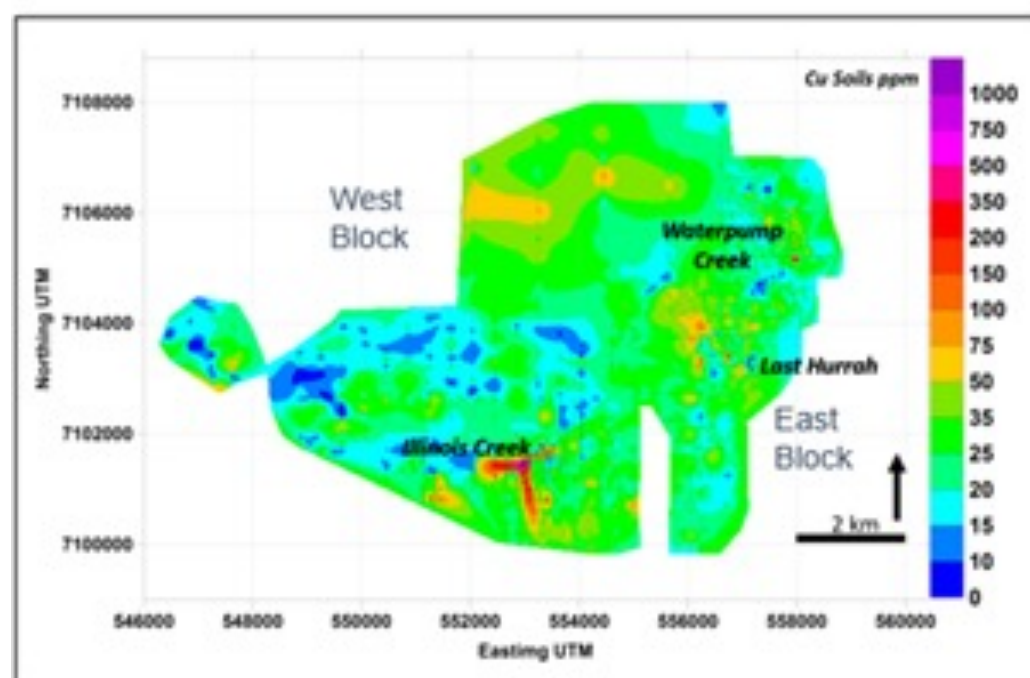 Cu Soils ppm
7108000
7106000
7104000
7102000
7100000
Northing UTM
West
Block
Waterpump
Creek
Last Hurrah
East
Block
Illinois Creek
2 km
1000
750
500
350
200
150
100
75
50
35
25
20
15
10
0
546000 548000 550000 552000 554000 556000 558000 560000
Eastimg UTM